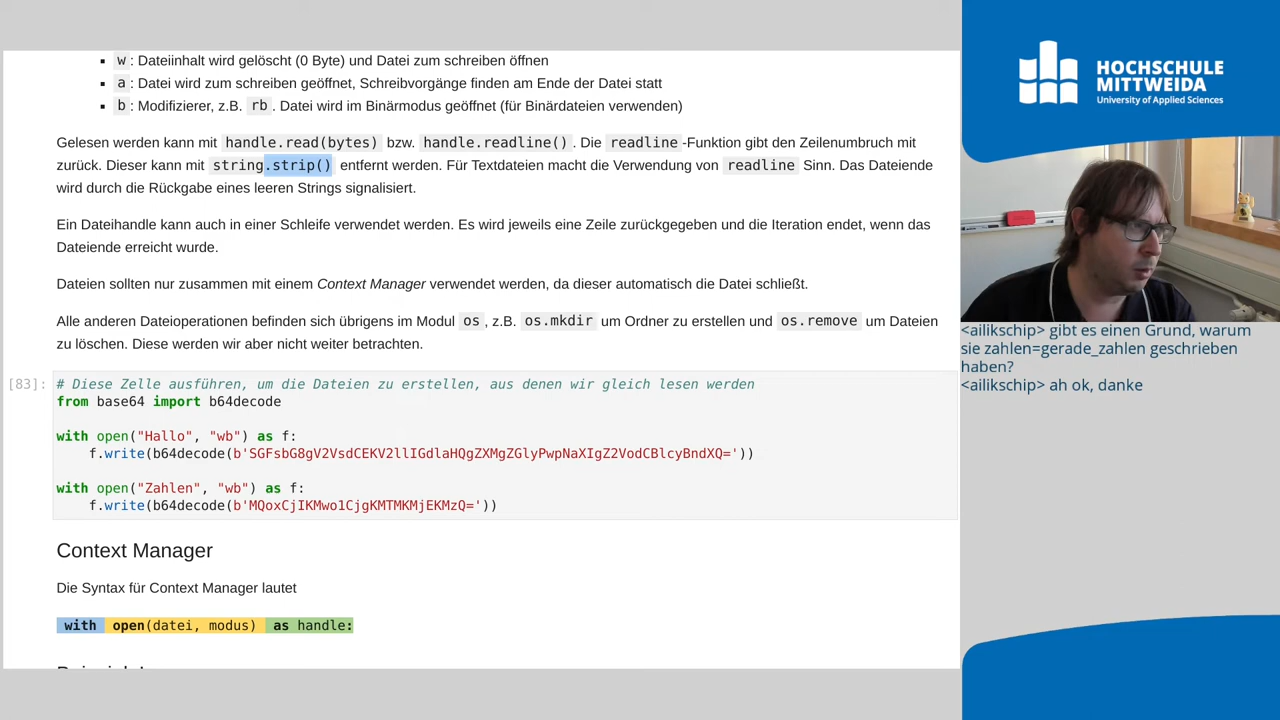 w : Dateiinhalt wird gelöscht (0 Byte) und Datei zum schreiben öffnen
a : Datei wird zum schreiben geöffnet, Schreibvorgänge finden am Ende der Datei statt
b : Modifizierer, z.B. rb . Datei wird im Binärmodus geöffnet (für Binärdateien verwenden)
Gelesen werden kann mit handle.read(bytes) bzw. handle.readline() . Die readline -Funktion gibt den Zeilenumbruch mit
zurück. Dieser kann mit string.strip() entfernt werden. Für Textdateien macht die Verwendung von readline Sinn. Das Dateiende
wird durch die Rückgabe eines leeren Strings signalisiert.
Ein Dateihandle kann auch in einer Schleife verwendet werden. Es wird jeweils eine Zeile zurückgegeben und die Iteration endet, wenn das
Dateiende erreicht wurde.
Dateien sollten nur zusammen mit einem Context Manager verwendet werden, da dieser automatisch die Datei schließt.
Alle anderen Dateioperationen befinden sich übrigens im Modul os , z.B. os.mkdir um Ordner zu erstellen und os.remove um Dateien
zu löschen. Diese werden wir aber nicht weiter betrachten.
[83]: # Diese Zelle ausführen, um die Dateien zu erstellen, aus denen wir gleich lesen werden
from base64 import b64decode
with open("Hallo", "wb") as f:
f.write(b64decode(b'SGFsbG8gV2VsdCEKV2llIGdlaHQgZXMgZGlyPwpNaXIgZ2VodCBlcyBndXQ='))
with open("Zahlen", "wb") as f:
f.write(b64decode(b'MQoxCjIKMwo1CjgKMTMKMjEKMzQ='))
Context Manager
Die Syntax für Context Manager lautet
with open(datei, modus) as handle:
HOCHSCHULE
MITTWEIDA
University of Applied Sciences
<ailikschip> gibt es einen Grund, warum
sie zahlen=gerade_zahlen geschrieben
haben?
<ailikschip> ah ok, danke